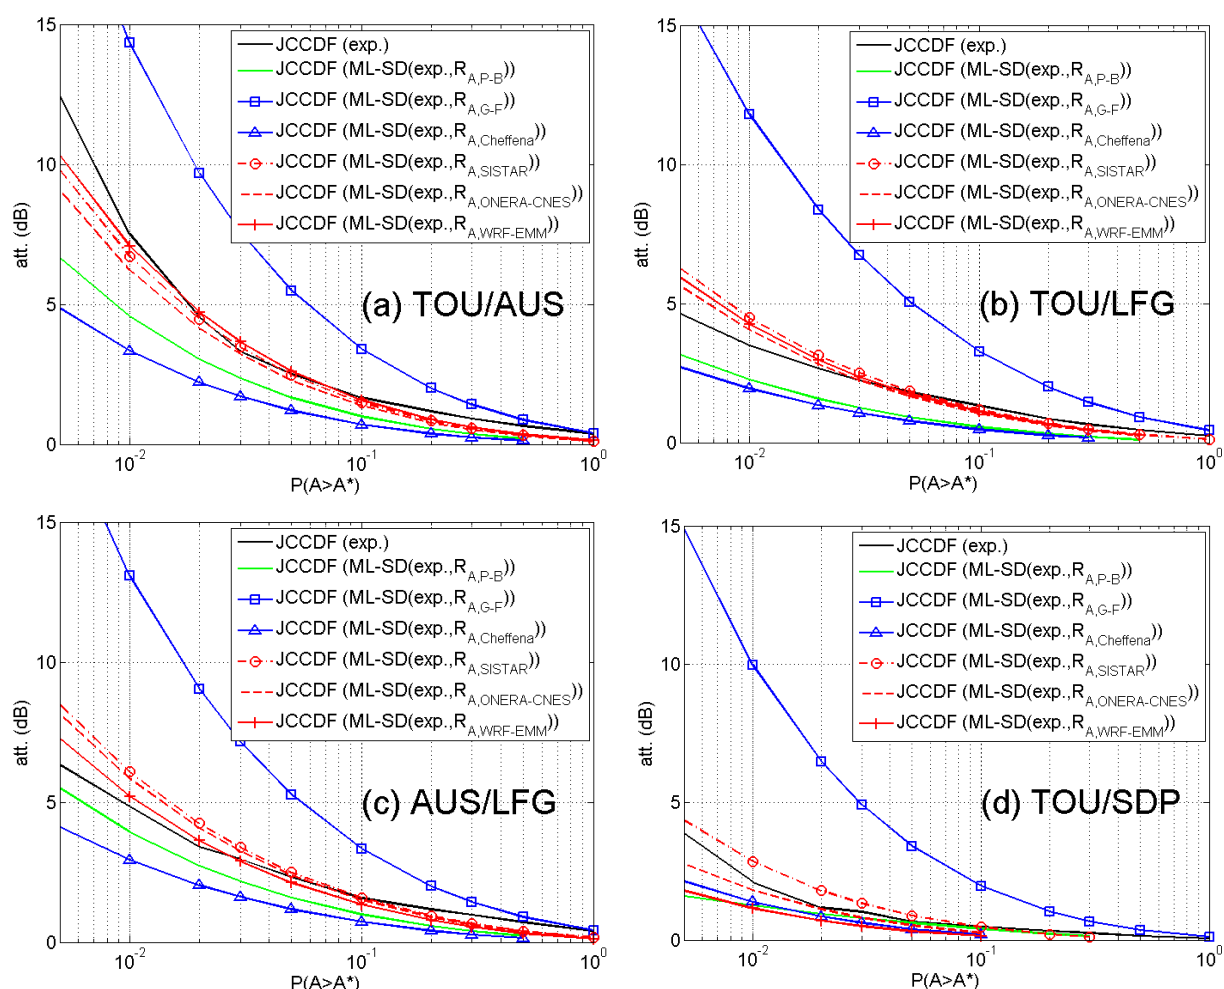 15
10
5
0
att. (dB)
JCCDF (exp.)
JCCDF (ML-SD(exp.,R_A,P-B))
JCCDF (ML-SD(exp.,R_A,G-F))
JCCDF (ML-SD(exp.,R_A,Cheffena))
JCCDF (ML-SD(exp.,R_A,SISTAR))
JCCDF (ML-SD(exp.,R_A,ONERA-CNES))
JCCDF (ML-SD(exp.,R_A,WRF-EMM))
(a) TOU/AUS
10^-2 10^-1 10^0
P(A>A*)
15
10
5
0
att. (dB)
JCCDF (exp.)
JCCDF (ML-SD(exp.,R_A,P-B))
JCCDF (ML-SD(exp.,R_A,G-F))
JCCDF (ML-SD(exp.,R_A,Cheffena))
JCCDF (ML-SD(exp.,R_A,SISTAR))
JCCDF (ML-SD(exp.,R_A,ONERA-CNES))
JCCDF (ML-SD(exp.,R_A,WRF-EMM))
(b) TOU/LFG
10^-2 10^-1 10^0
P(A>A*)
15
10
5
0
att. (dB)
JCCDF (exp.)
JCCDF (ML-SD(exp.,R_A,P-B))
JCCDF (ML-SD(exp.,R_A,G-F))
JCCDF (ML-SD(exp.,R_A,Cheffena))
JCCDF (ML-SD(exp.,R_A,SISTAR))
JCCDF (ML-SD(exp.,R_A,ONERA-CNES))
JCCDF (ML-SD(exp.,R_A,WRF-EMM))
(c) AUS/LFG
10^-2 10^-1 10^0
P(A>A*)
15
10
5
0
att. (dB)
JCCDF (exp.)
JCCDF (ML-SD(exp.,R_A,P-B))
JCCDF (ML-SD(exp.,R_A,G-F))
JCCDF (ML-SD(exp.,R_A,Cheffena))
JCCDF (ML-SD(exp.,R_A,SISTAR))
JCCDF (ML-SD(exp.,R_A,ONERA-CNES))
JCCDF (ML-SD(exp.,R_A,WRF-EMM))
(d) TOU/SDP
10^-2 10^-1 10^0
P(A>A*)